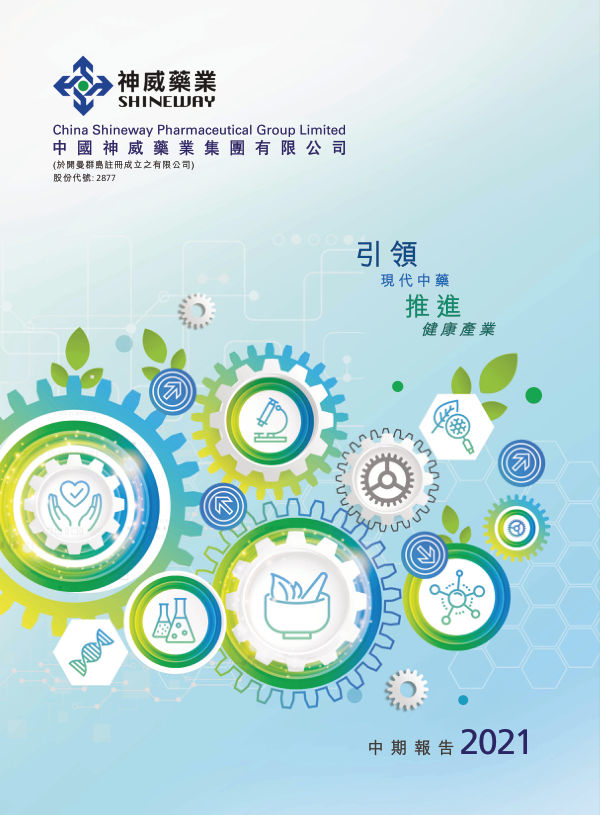 神威藥業
SHINEWAY
China Shineway Pharmaceutical Group Limited
中國神威藥業集團有限公司
(於開曼群島註冊成立之有限公司)
股份代號: 2877
引領
現代中藥
推進
健康產業
中期報告 2021